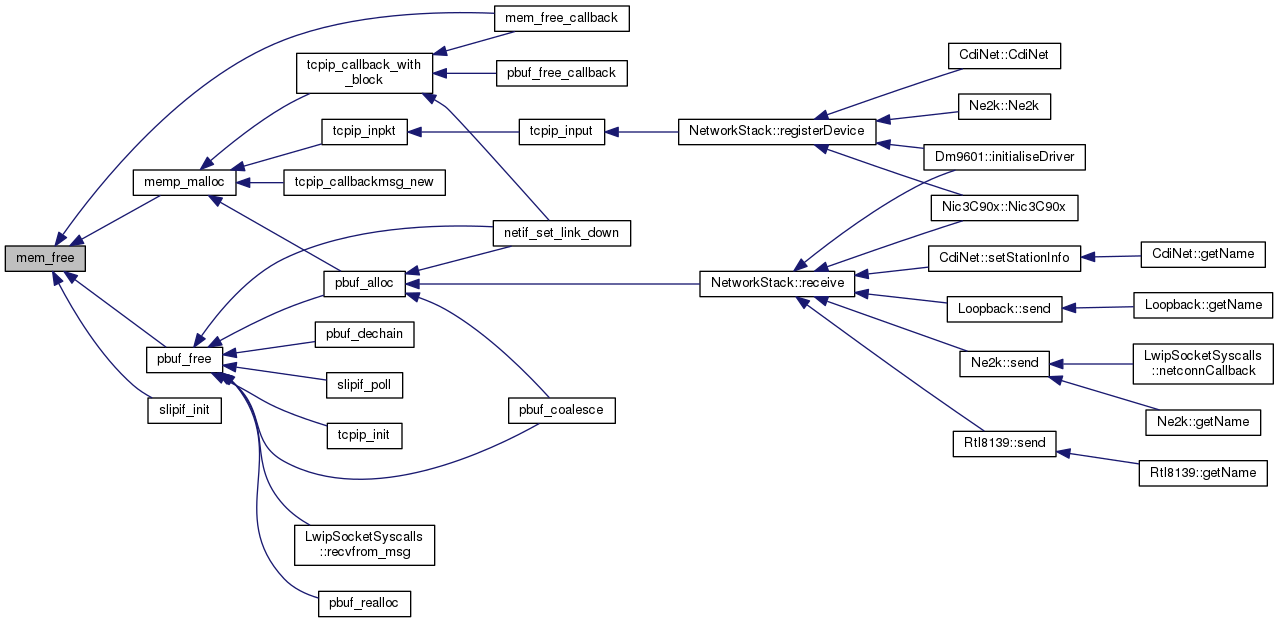 mem_free
mem_free_callback
tcpip_callback_with
_block
pbuf_free_callback
tcpip_inpkt
tcpip_input
memp_malloc
tcpip_callbackmsg_new
netif_set_link_down
pbuf_alloc
pbuf_dechain
pbuf_free
slipif_poll
slipif_init
tcpip_init
pbuf_coalesce
LwipSocketSyscalls
::recvfrom_msg
pbuf_realloc
NetworkStack::registerDevice
CdiNet::CdiNet
Ne2k::Ne2k
Dm9601::initialiseDriver
Nic3C90x::Nic3C90x
NetworkStack::receive
CdiNet::setStationInfo
CdiNet::getName
Loopback::send
Loopback::getName
Ne2k::send
LwipSocketSyscalls
::netconnCallback
Ne2k::getName
Rtl8139::send
Rtl8139::getName